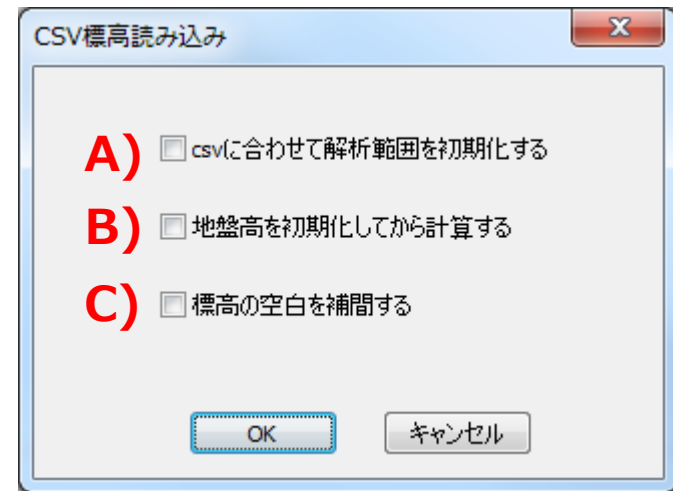 CSV標高読み込み
A) csvに合わせて解析範囲を初期化する
B) 地盤高を初期化してから計算する
C) 標高の空白を補間する
OK キャンセル